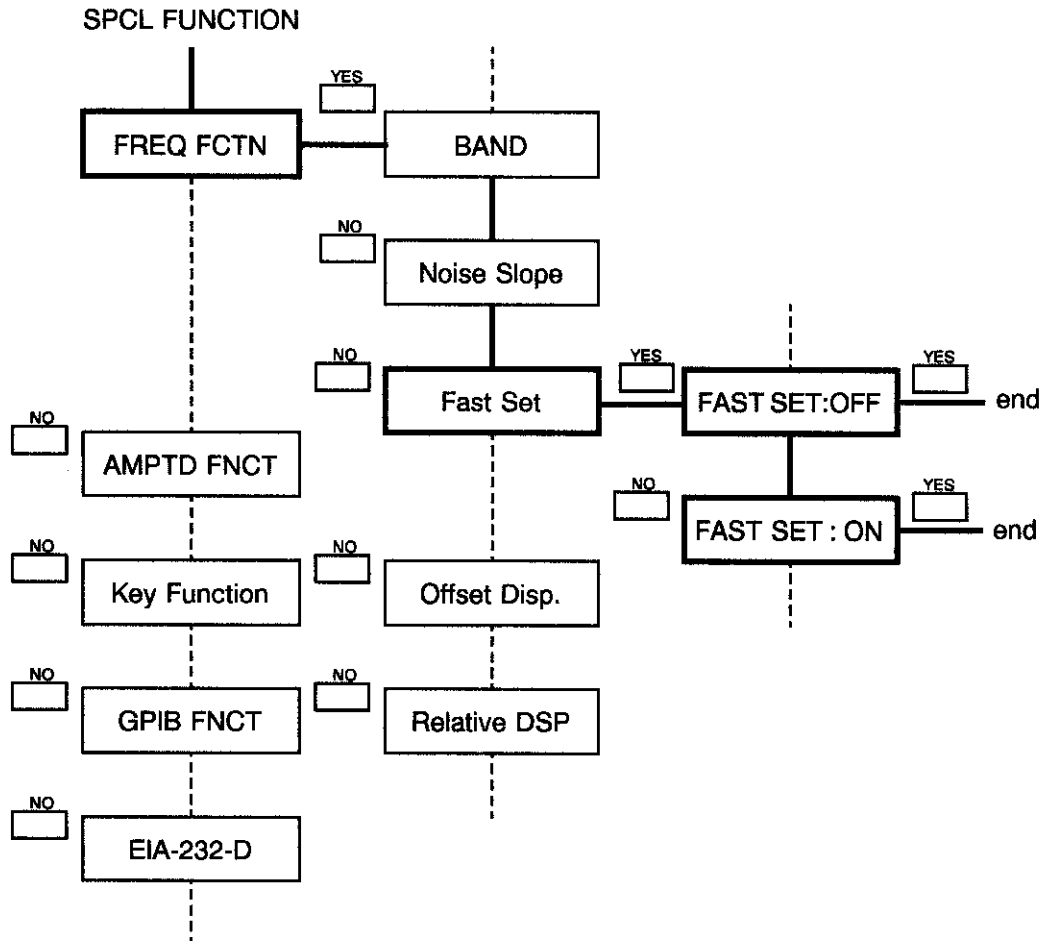 SPCL FUNCTION
YES
FREQ FCTN
BAND
NO
Noise Slope
NO
YES
YES
Fast Set
FAST SET:OFF
end
NO
AMPTD FNCT
NO
YES
FAST SET : ON
end
NO
NO
Key Function
Offset Disp.
NO
NO
GPIB FNCT
Relative DSP
NO
EIA-232-D